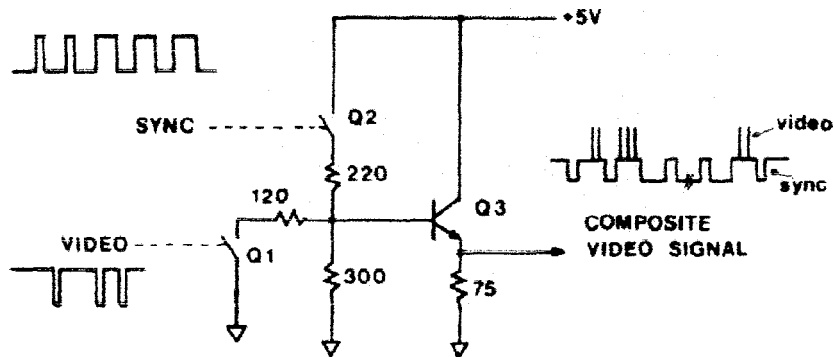 +5V
Q2
SYNC
video
220
sync
120
Q3
COMPOSITE
VIDEO SIGNAL
VIDEO
Q1
300
75